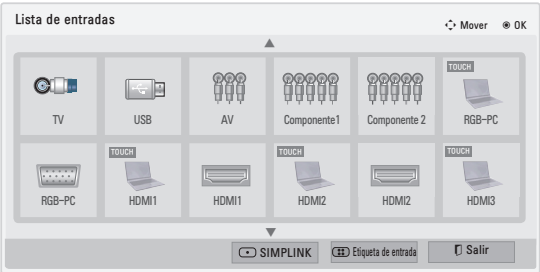 Lista de entradas
Mover OK
TOUCH
TV USB AV Componente1 Componente 2 RGB-PC
TOUCH TOUCH TOUCH
RGB-PC HDMI1 HDMI1 HDMI2 HDMI2 HDMI3
SIMPLINK Etiqueta de entrada Salir